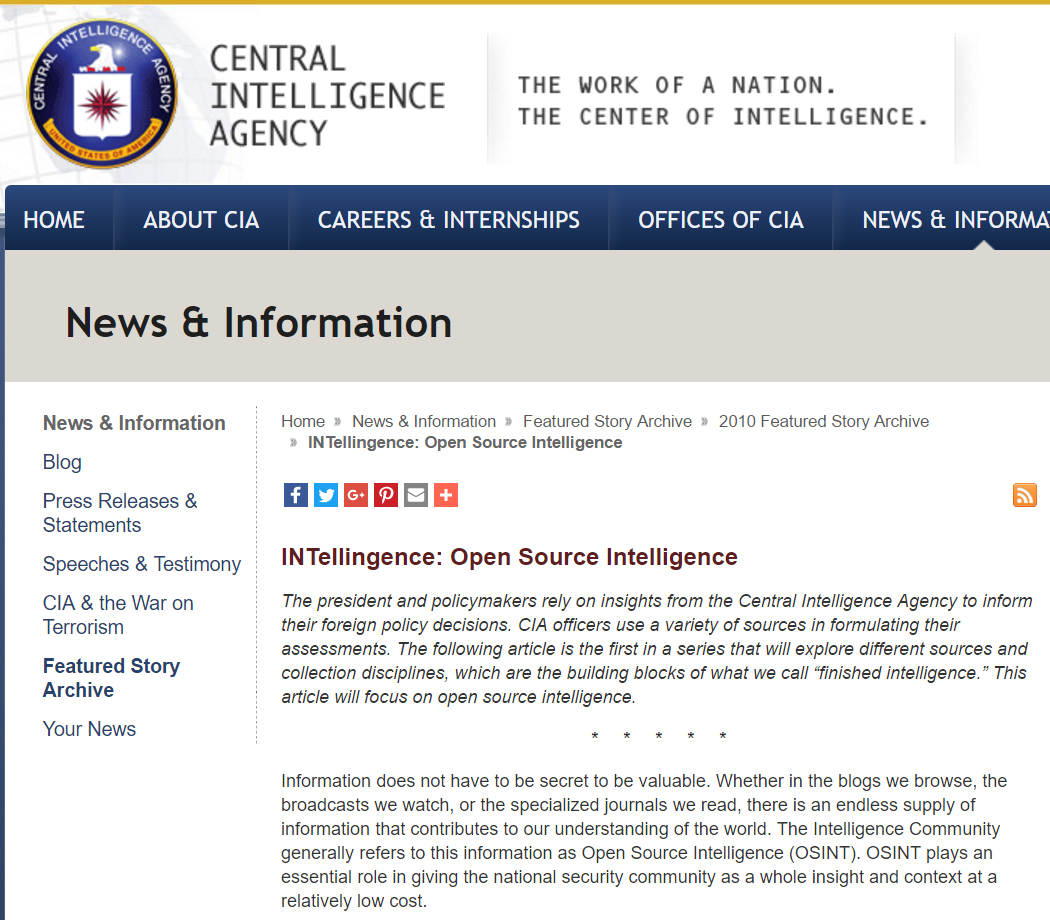 CENTRAL INTELLIGENCE AGENCY
UNITED STATES OF AMERICA
CENTRAL
INTELLIGENCE
AGENCY
THE WORK OF A NATION.
THE CENTER OF INTELLIGENCE.
HOME
ABOUT CIA
CAREERS & INTERNSHIPS
OFFICES OF CIA
NEWS & INFORMA
News & Information
News & Information
Blog
Press Releases &
Statements
Speeches & Testimony
CIA & the War on
Terrorism
Featured Story
Archive
Your News
Home » News & Information » Featured Story Archive » 2010 Featured Story Archive
» INTellingence: Open Source Intelligence
INTellingence: Open Source Intelligence
The president and policymakers rely on insights from the Central Intelligence Agency to inform
their foreign policy decisions. CIA officers use a variety of sources in formulating their
assessments. The following article is the first in a series that will explore different sources and
collection disciplines, which are the building blocks of what we call “finished intelligence.” This
article will focus on open source intelligence.
* * * * *
Information does not have to be secret to be valuable. Whether in the blogs we browse, the
broadcasts we watch, or the specialized journals we read, there is an endless supply of
information that contributes to our understanding of the world. The Intelligence Community
generally refers to this information as Open Source Intelligence (OSINT). OSINT plays an
essential role in giving the national security community as a whole insight and context at a
relatively low cost.